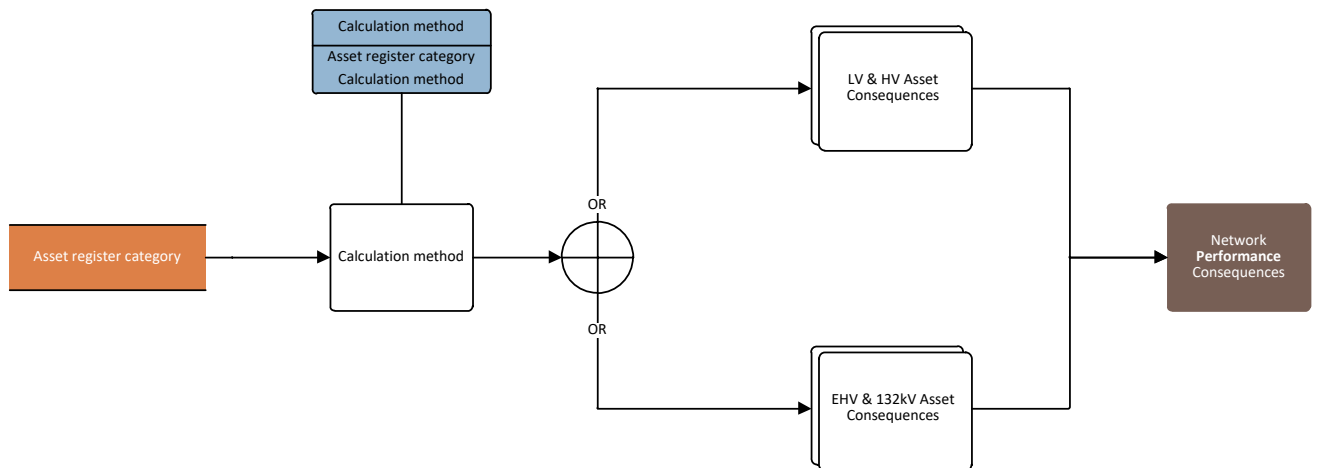 Calculation method
Asset register category
Calculation method
LV & HV Asset
Consequences
OR
Asset register category
Calculation method
Network
Performance
Consequences
OR
EHV & 132kV Asset
Consequences